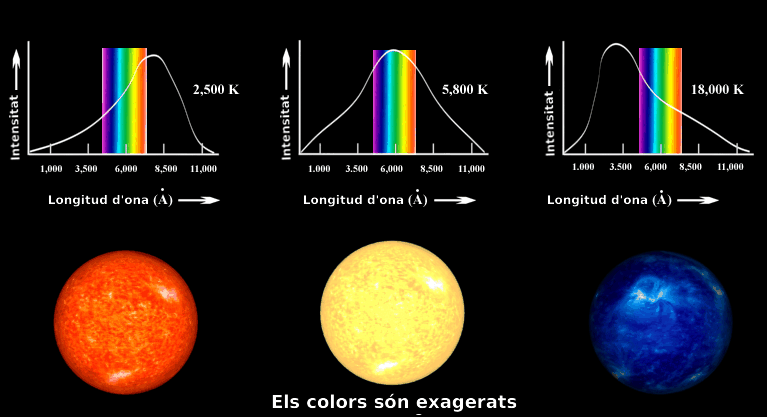 Intensitat
2,500 K
1,000 3,500 6,000 8,500 11,000
Longitud d'ona (Å)
Intensitat
5,800 K
1.000 3,500 6,000 8,500 11,000
Longitud d'ona (Å)
Intensitat
18,000 K
1.000 3.500 6,000 8,500 11,000
Longitud d'ona (Å)
Els colors són exagerats